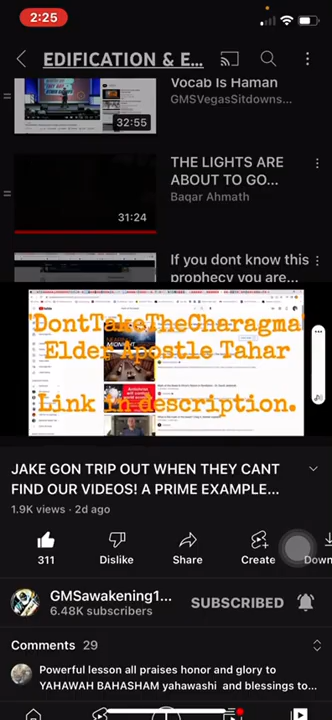 2:25
EDIFICATION & E...
Vocab Is Haman
GMSVegasSitdowns...
32:55
THE LIGHTS ARE
ABOUT TO GO...
Baqar Ahmath
31:24
If you dont know this
prophecy you are...
"DontTakeTheCharagma
Elder Apostle Tahar
Link in description.
JAKE GON TRIP OUT WHEN THEY CANT
FIND OUR VIDEOS! A PRIME EXAMPLE...
1.9K views · 2d ago
311
Dislike
Share
Create
Down
GMSawakening1...
6.48K subscribers
SUBSCRIBED
Comments 29
Powerful lesson all praises honor and glory to
YAHAWAH BAHASHAM yahawashi and blessings to...